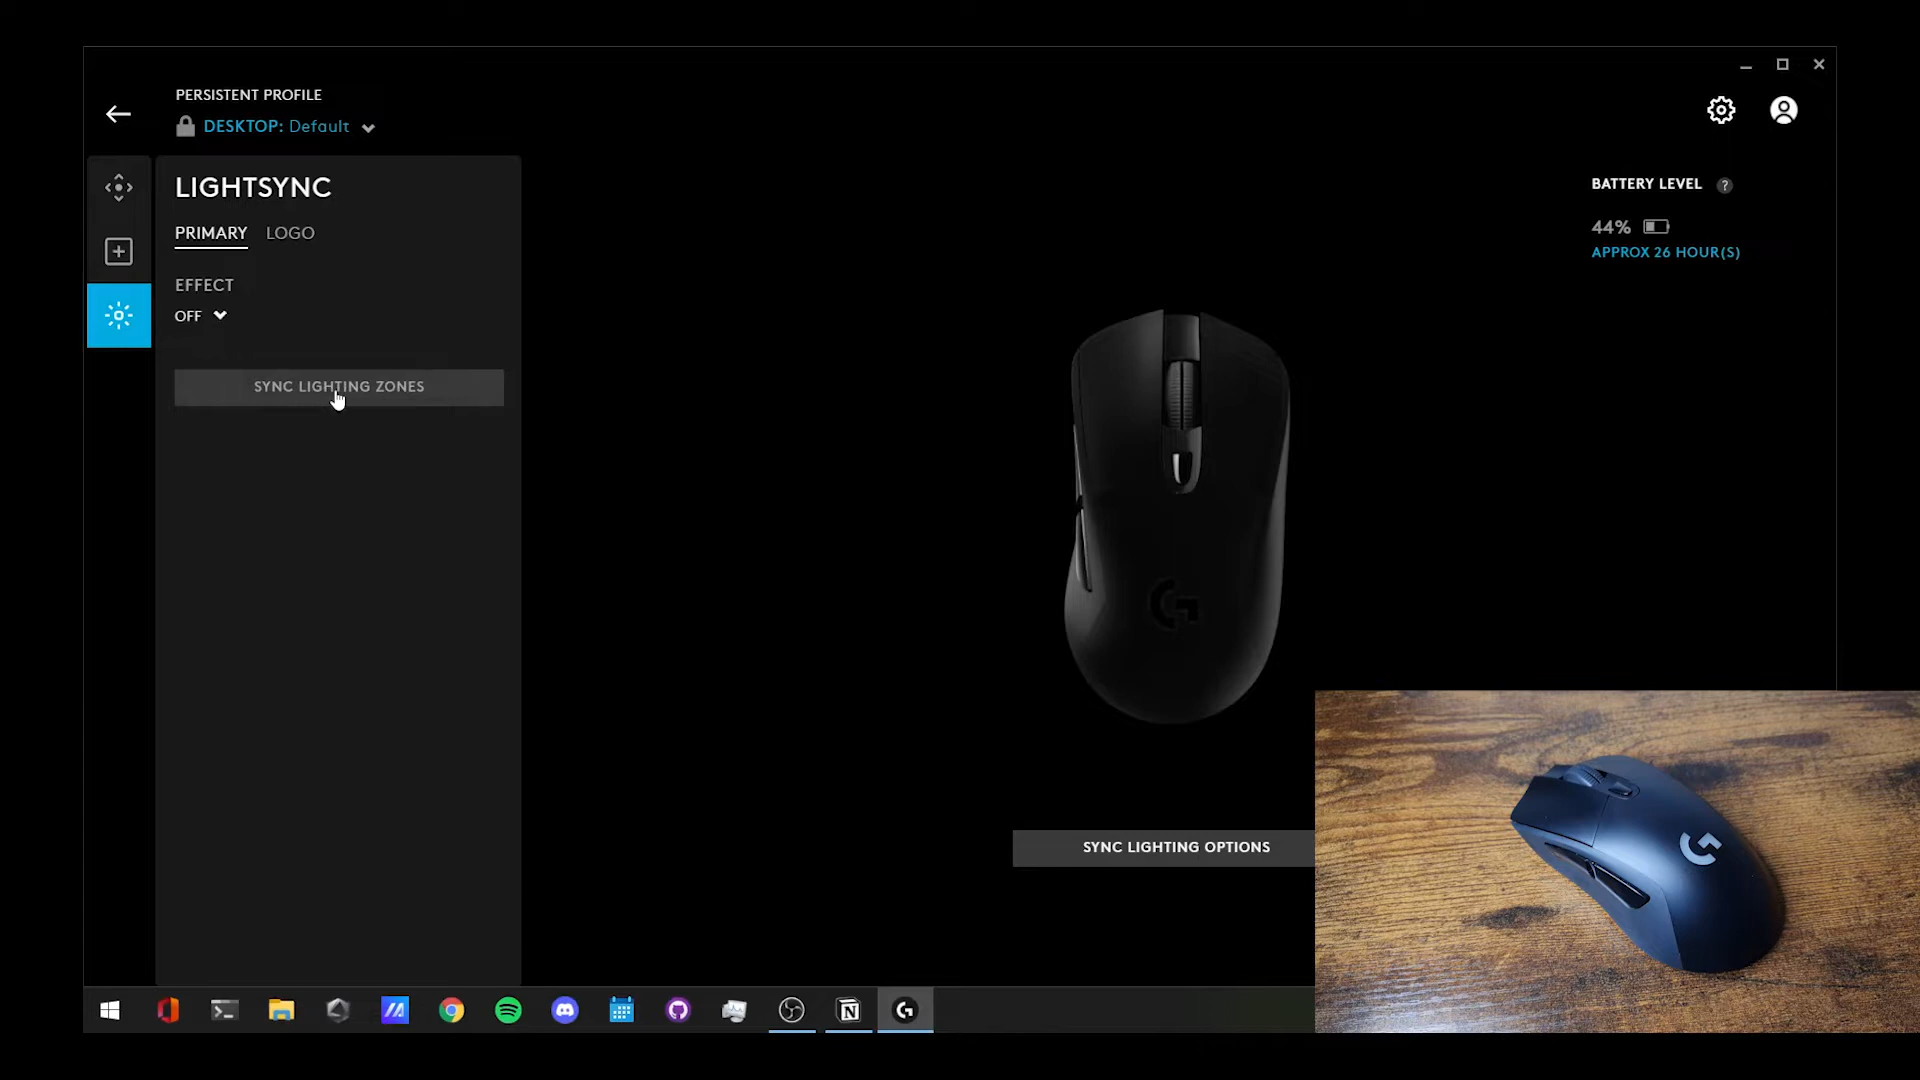 PERSISTENT PROFILE
DESKTOP: Default
LIGHTSYNC
PRIMARY LOGO
EFFECT
OFF
SYNC LIGHTING ZONES
BATTERY LEVEL ?
44%
APPROX 26 HOUR(S)
SYNC LIGHTING OPTIONS